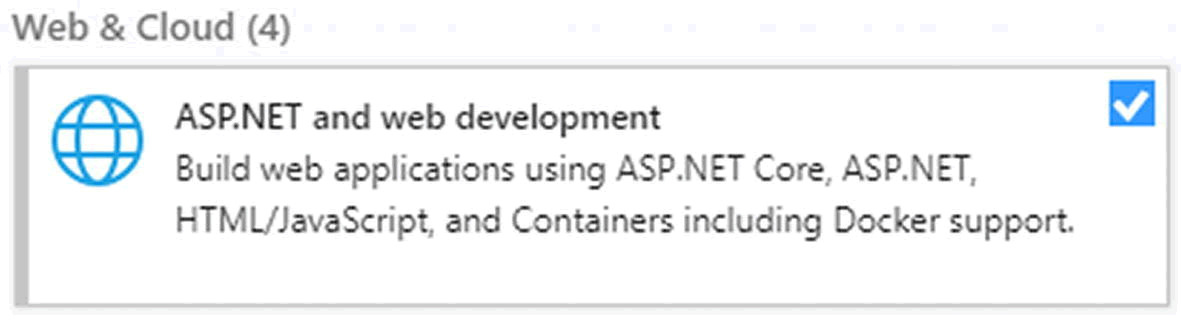 Web & Cloud (4)
ASP.NET and web development
Build web applications using ASP.NET Core, ASP.NET,
HTML/JavaScript, and Containers including Docker support.